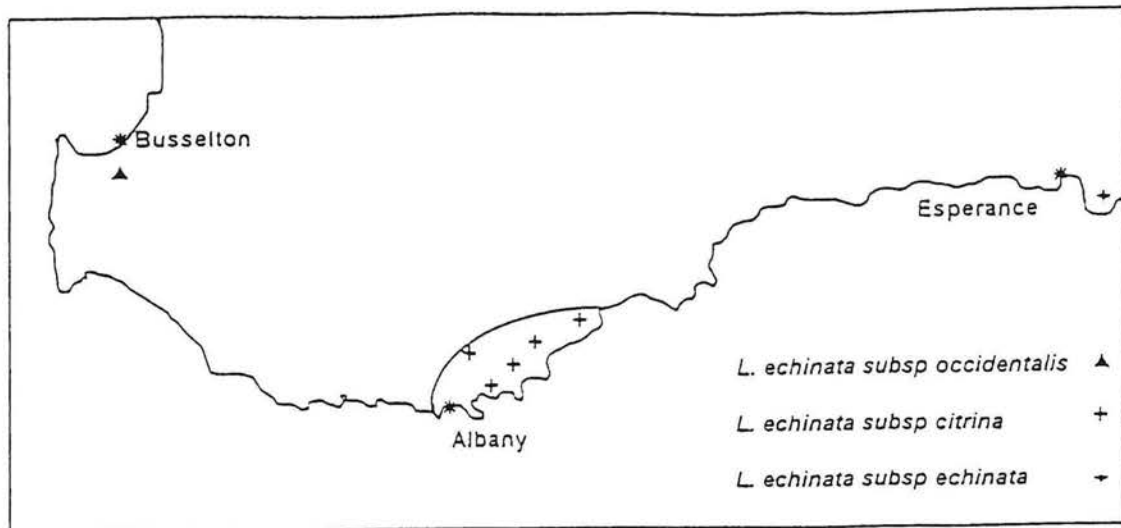 Busselton
Esperance
Albany
L. echinata subsp occidentalis
L. echinata subsp citrina
L. echinata subsp echinata